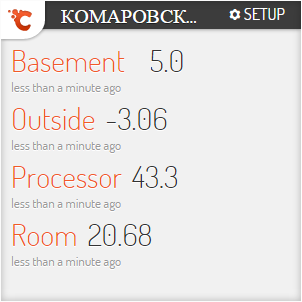 КОМАРОВСК... SETUP
Basement 5.0
less than a minute ago
Outside -3.06
less than a minute ago
Processor 43.3
less than a minute ago
Room 20.68
less than a minute ago